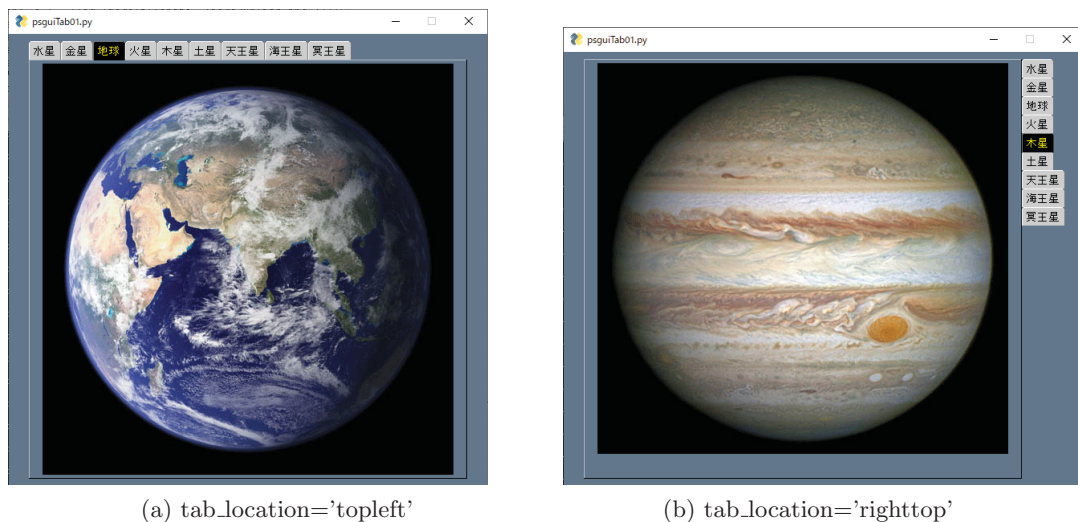 psguiTab01.py
水星 金星 地球 火星 木星 土星 天王星 海王星 冥王星
(a) tab_location='topleft'
psguiTab01.py
水星
金星
地球
火星
木星
土星
天王星
海王星
冥王星
(b) tab_location='righttop'